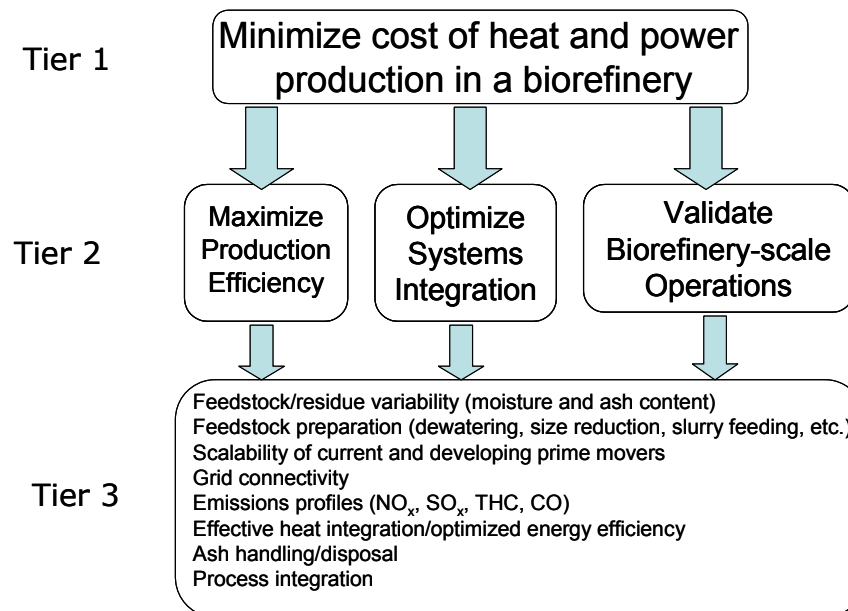 Tier 1
Minimize cost of heat and power
production in a biorefinery
Tier 2
Maximize
Production
Efficiency
Optimize
Systems
Integration
Validate
Biorefinery-scale
Operations
Tier 3
Feedstock/residue variability (moisture and ash content)
Feedstock preparation (dewatering, size reduction, slurry feeding, etc.)
Scalability of current and developing prime movers
Grid connectivity
Emissions profiles (NOx, SOx, THC, CO)
Effective heat integration/optimized energy efficiency
Ash handling/disposal
Process integration